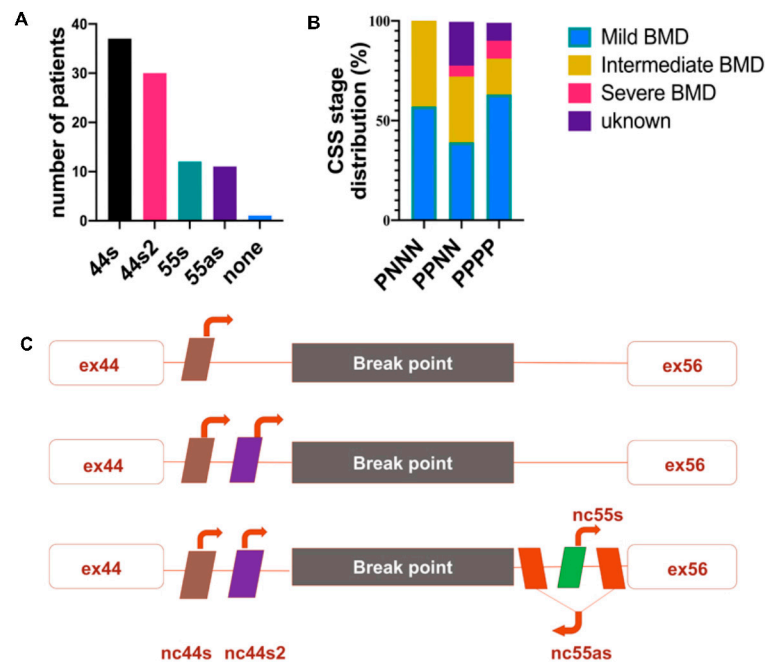 A
number of patients
40
30
20
10
0
44s
44s2
55s
55as
none
B
CSS stage
distribution (%)
100
50
0
PNNN
PPNN
PPPP
Mild BMD
Intermediate BMD
Severe BMD
uknown
C
ex44
Break point
ex56
ex44
Break point
ex56
nc55s
ex44
Break point
ex56
nc44s
nc44s2
nc55as